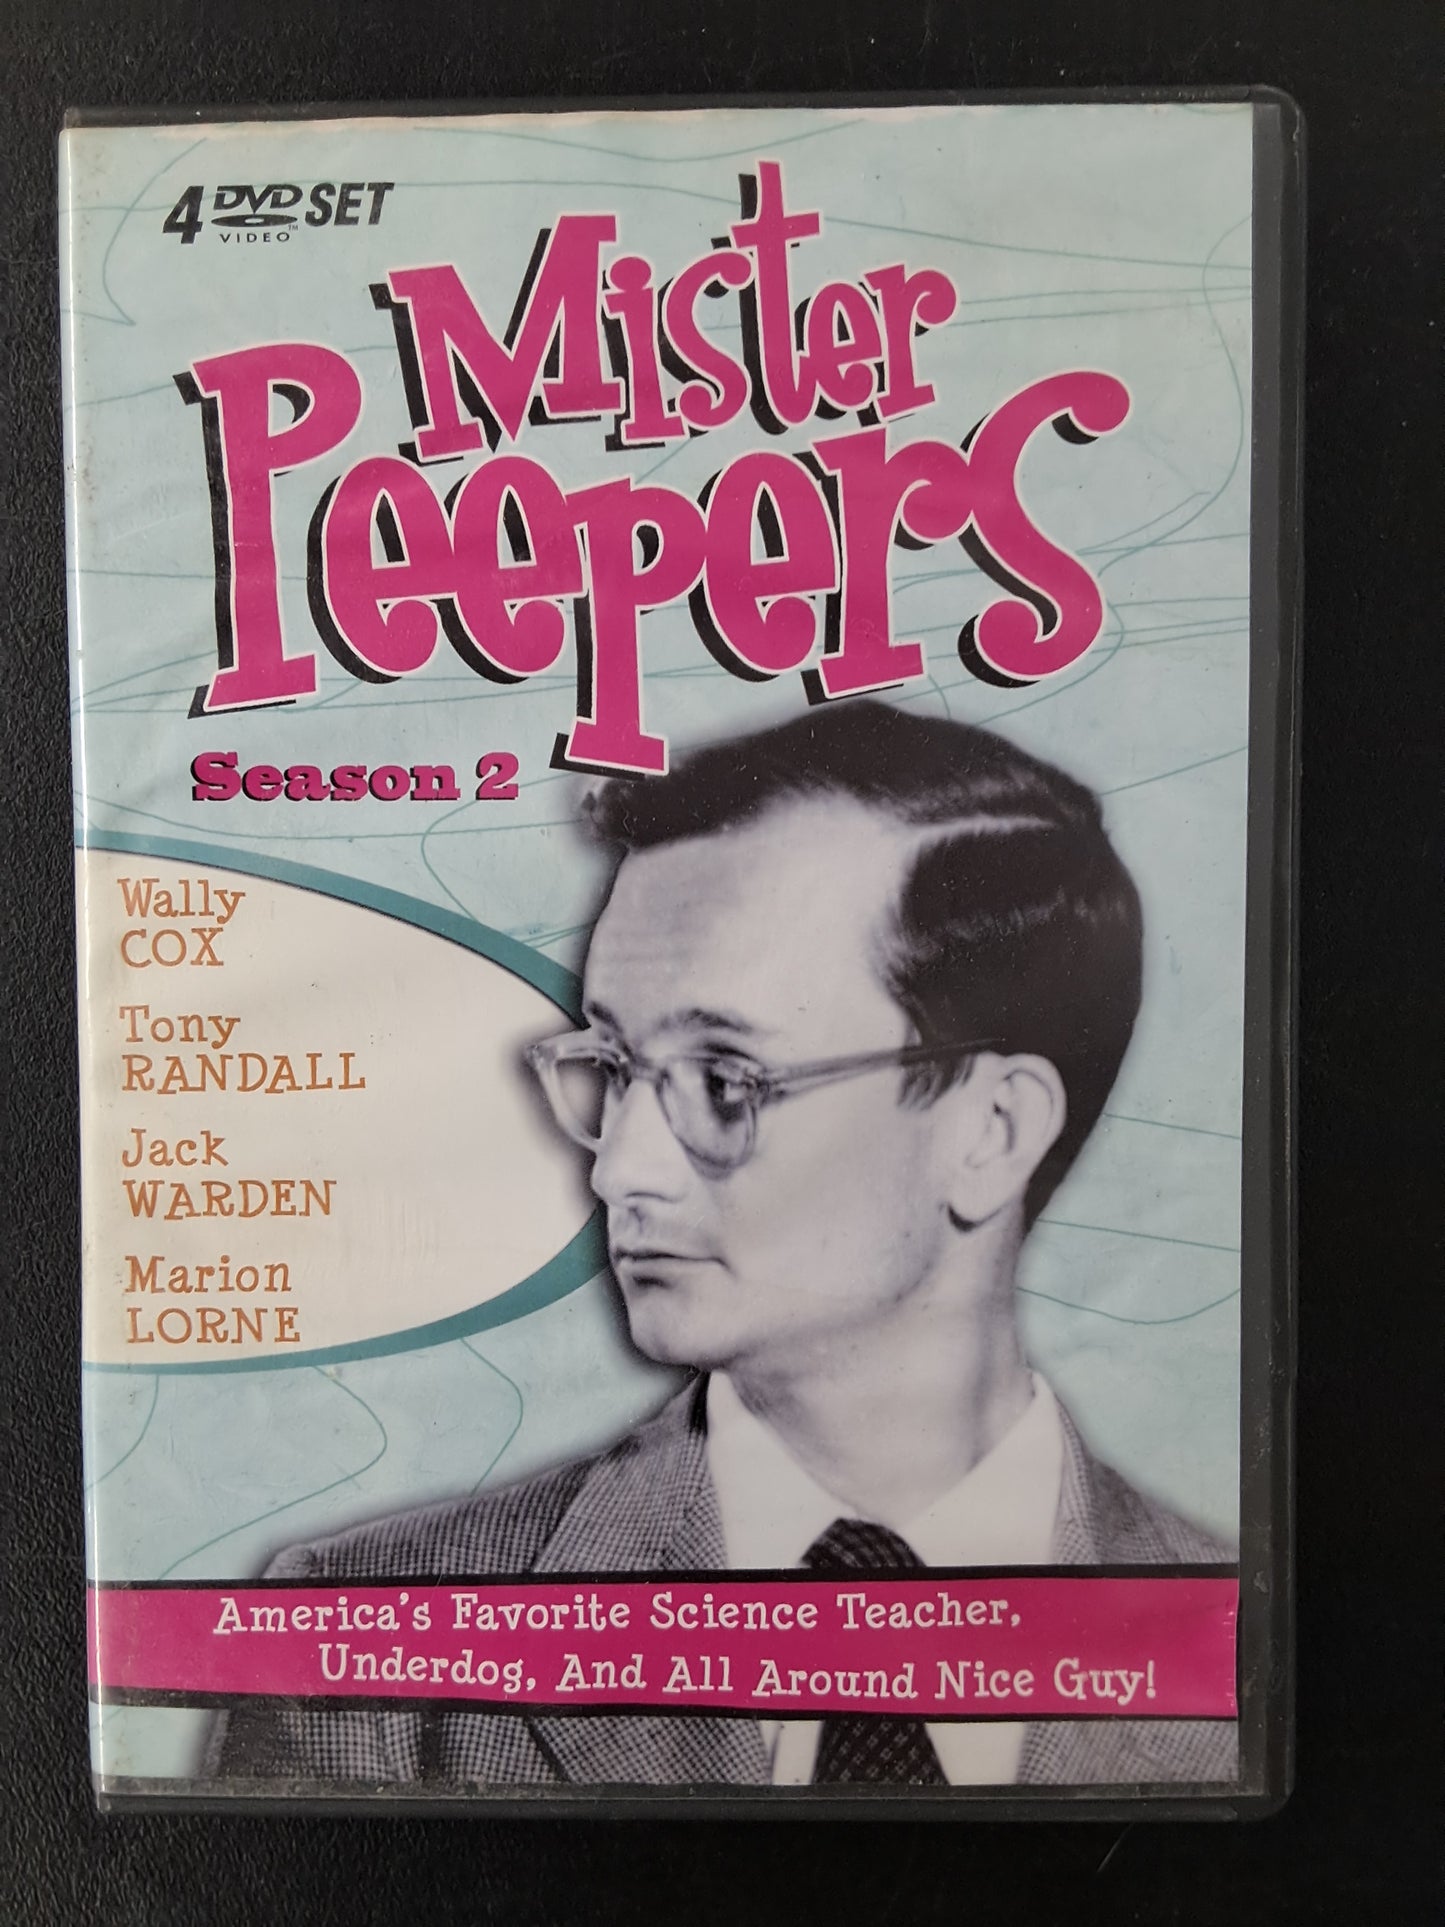 4 DVD SET
VIDEO™
Mister
Peepers
Season 2
Wally
COX
Tony
RANDALL
Jack
WARDEN
Marion
LORNE
America's Favorite Science Teacher,
Underdog, And All Around Nice Guy!